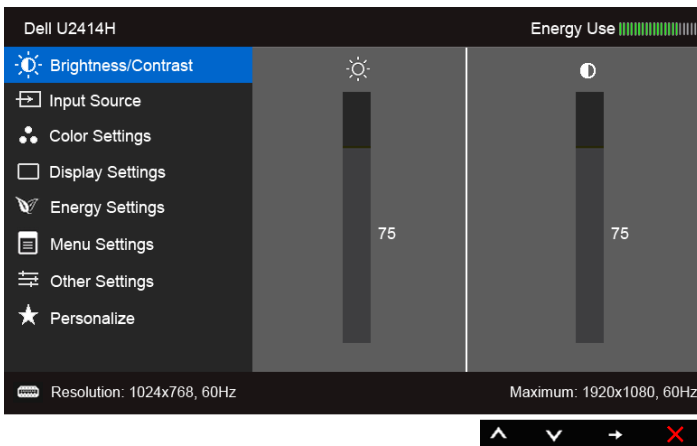 Dell U2414H Energy Use
Brightness/Contrast
Input Source
Color Settings
Display Settings
Energy Settings
75 75
Menu Settings
Other Settings
Personalize
Resolution: 1024x768, 60Hz Maximum: 1920x1080, 60Hz